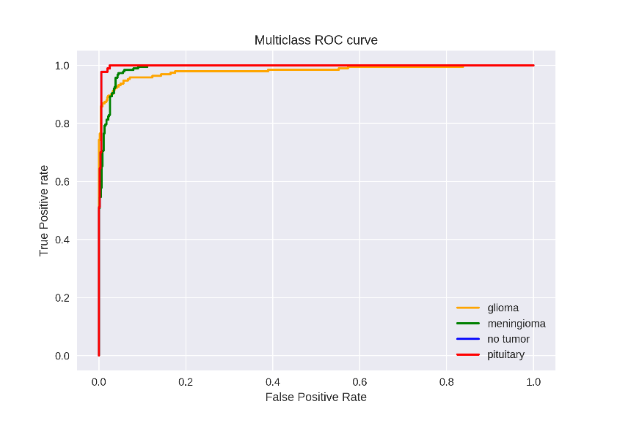 Multiclass ROC curve
True Positive rate
1.0
0.8
0.6
0.4
0.2
0.0
glioma
meningioma
no tumor
pituitary
0.0 0.2 0.4 0.6 0.8 1.0
False Positive Rate